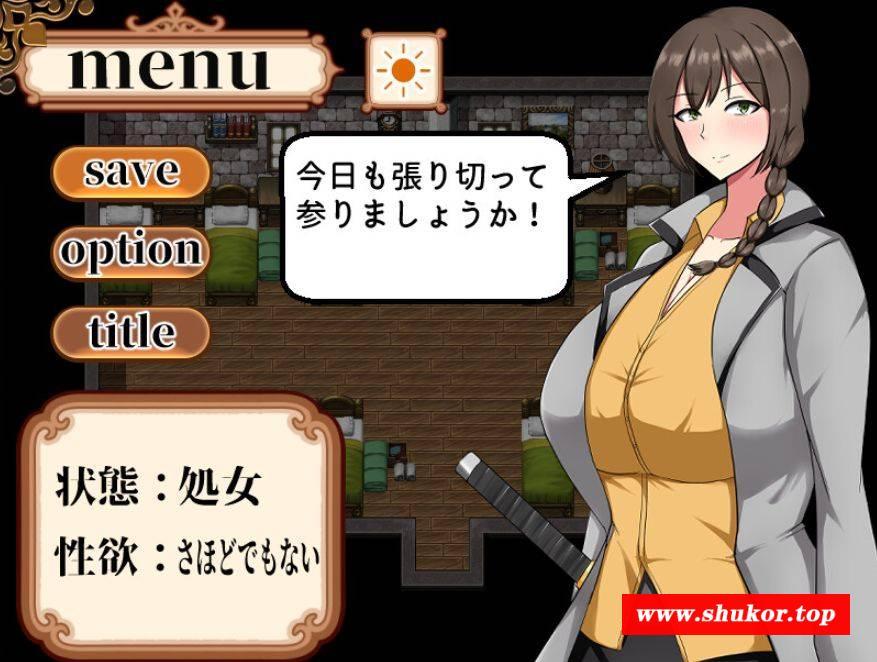 menu
save
option
title
今日も張り切って
参りましょうか！
状態：処女
性欲：さほどでもない
www.shukor.top